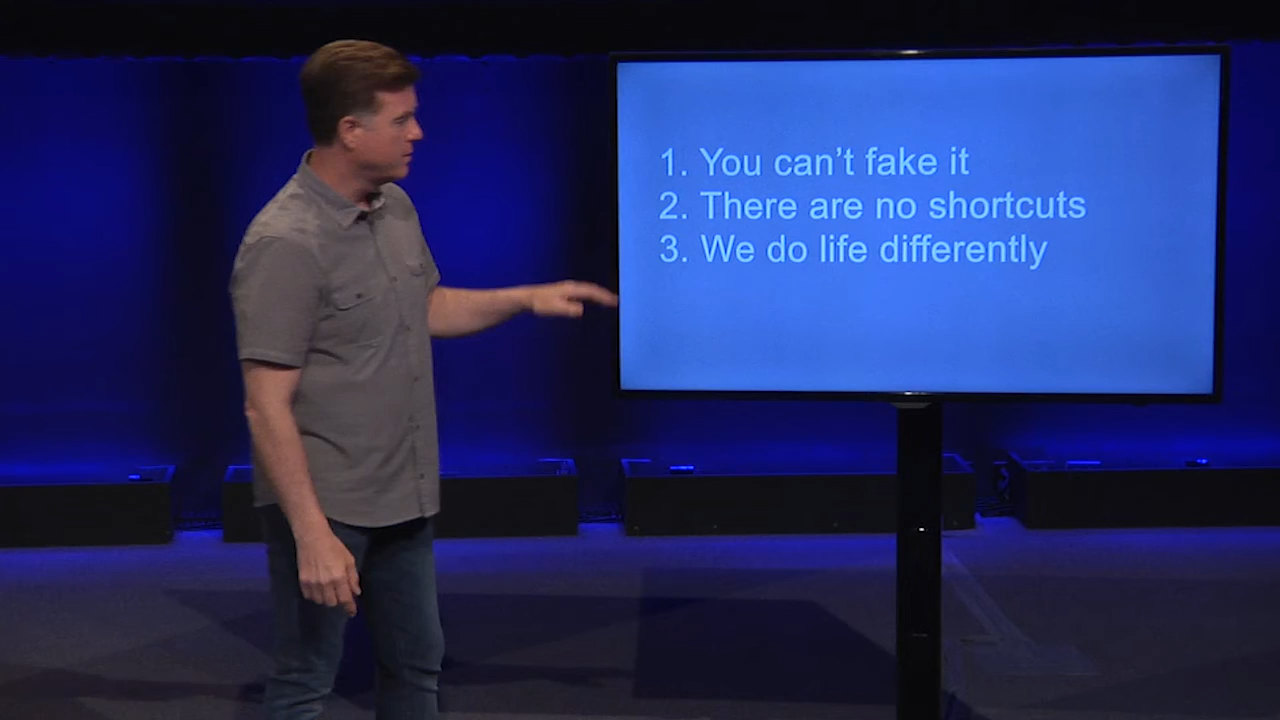 1. You can’t fake it
2. There are no shortcuts
3. We do life differently